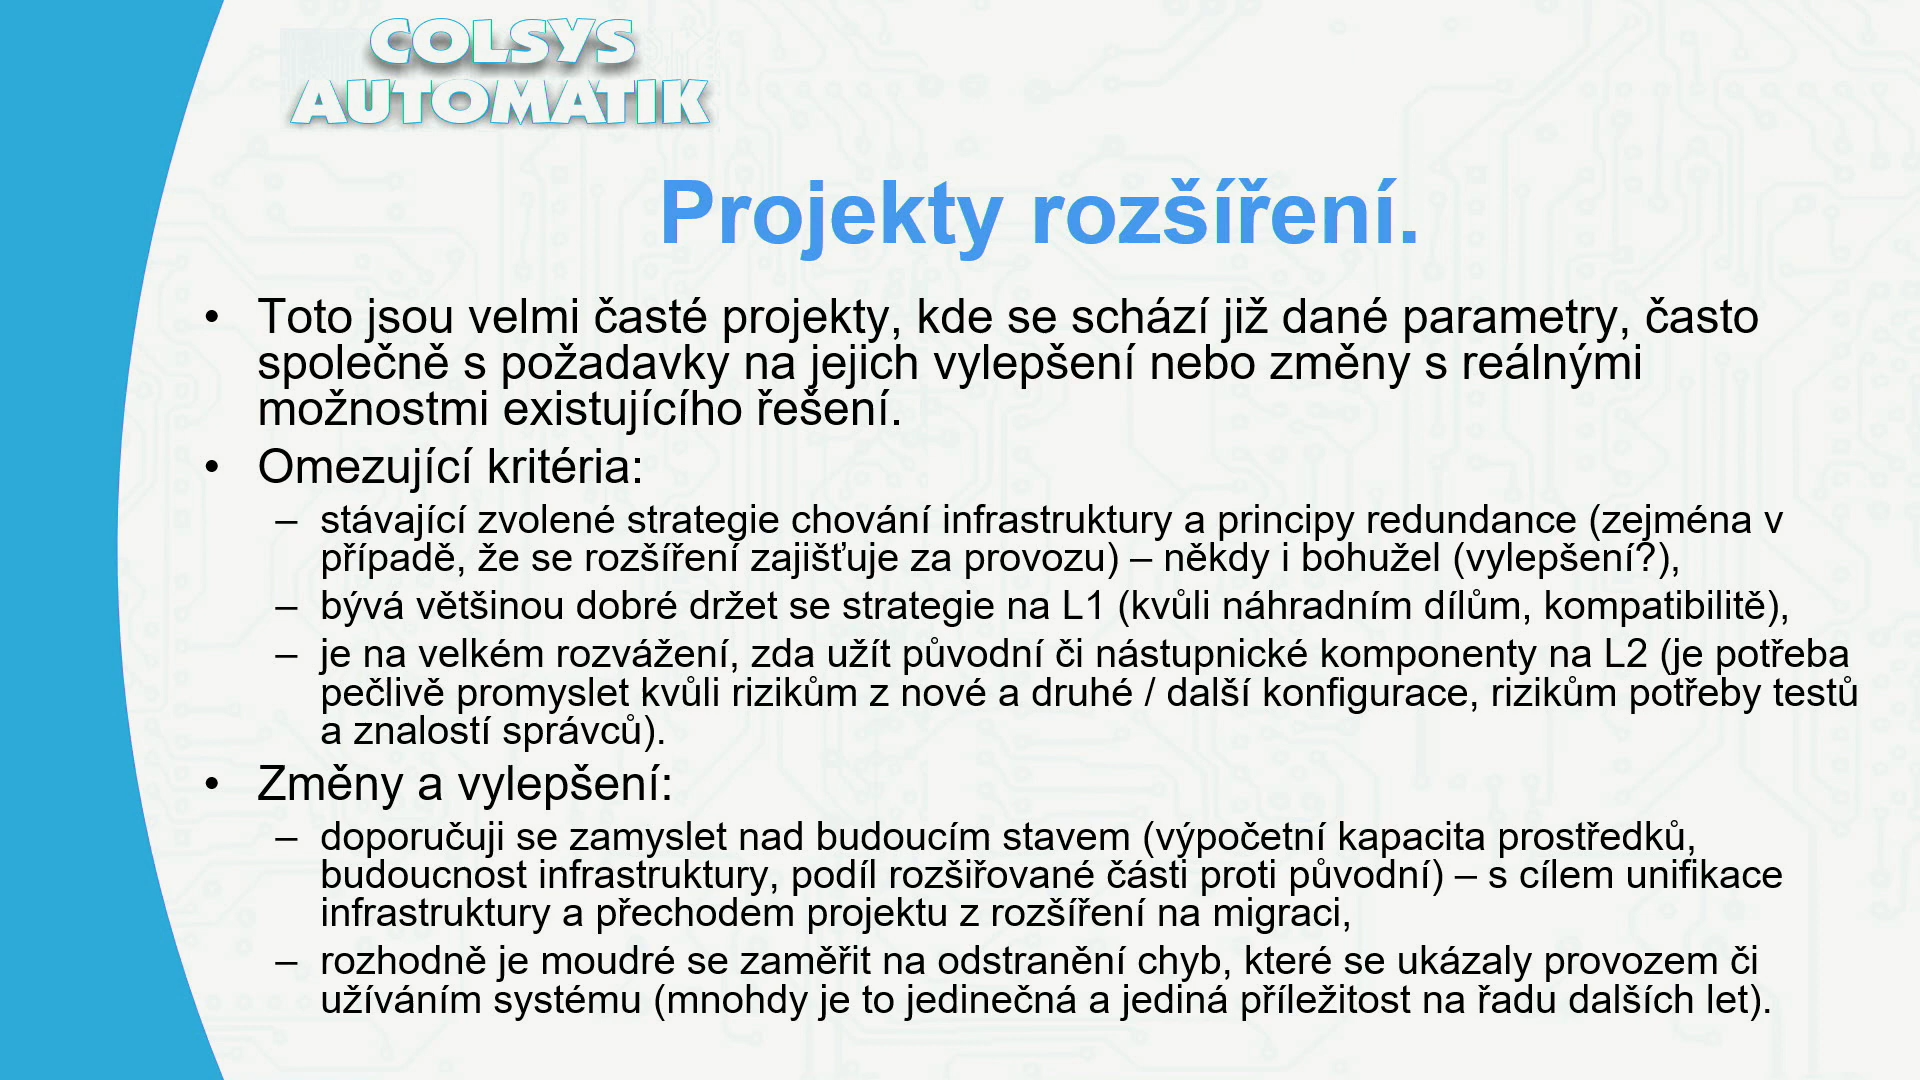 COLSYS
AUTOMATIK
Projekty rozšíření.
• Toto jsou velmi časté projekty, kde se schází již dané parametry, často
společně s požadavky na jejich vylepšení nebo změny s reálnými
možnostmi existujícího řešení.
• Omezující kritéria:
– stávající zvolené strategie chování infrastruktury a principy redundance (zejména v
případě, že se rozšíření zajišťuje za provozu) – někdy i bohužel (vylepšení?),
– bývá většinou dobré držet se strategie na L1 (kvůli náhradním dílům, kompatibilitě),
– je na velkém rozvážení, zda užít původní či nástupnické komponenty na L2 (je potřeba
pečlivě promyslet kvůli rizikům z nové a druhé / další konfigurace, rizikům potřeby testů
a znalostí správců).
• Změny a vylepšení:
– doporučuji se zamyslet nad budoucím stavem (výpočetní kapacita prostředků,
budoucnost infrastruktury, podíl rozšiřované části proti původní) – s cílem unifikace
infrastruktury a přechodem projektu z rozšíření na migraci,
– rozhodně je moudré se zaměřit na odstranění chyb, které se ukázaly provozem či
užíváním systému (mnohdy je to jedinečná a jediná příležitost na řadu dalších let).